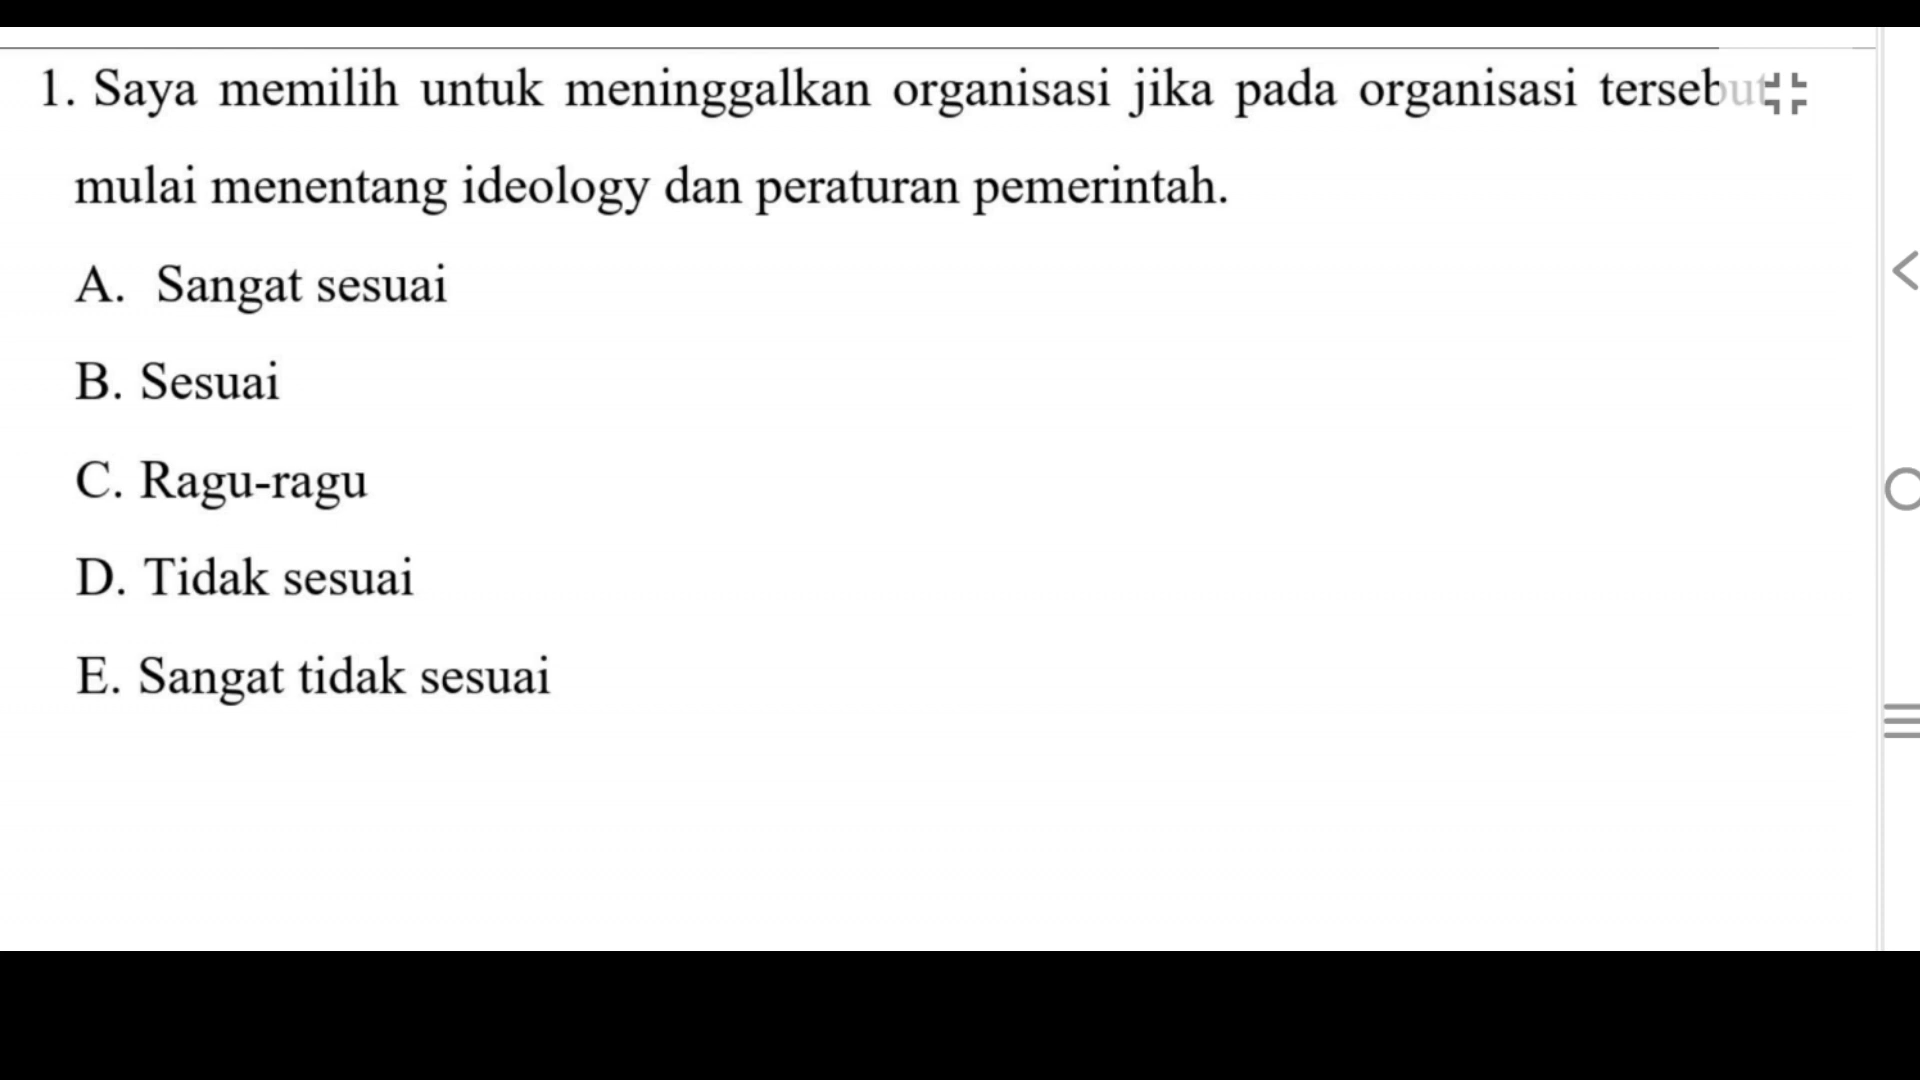 1. Saya memilih untuk meninggalkan organisasi jika pada organisasi tersebut
mulai menentang ideology dan peraturan pemerintah.
A. Sangat sesuai
B. Sesuai
C. Ragu-ragu
D. Tidak sesuai
E. Sangat tidak sesuai